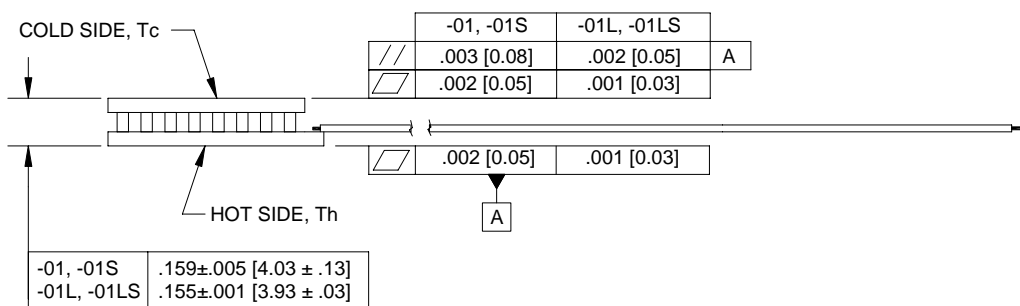 COLD SIDE, Tc
-01, -01S -01L, -01LS
// .003 [0.08] .002 [0.05] A
.002 [0.05] .001 [0.03]
.002 [0.05] .001 [0.03]
A
HOT SIDE, Th
-01, -01S .159±.005 [4.03 ± .13]
-01L, -01LS .155±.001 [3.93 ± .03]